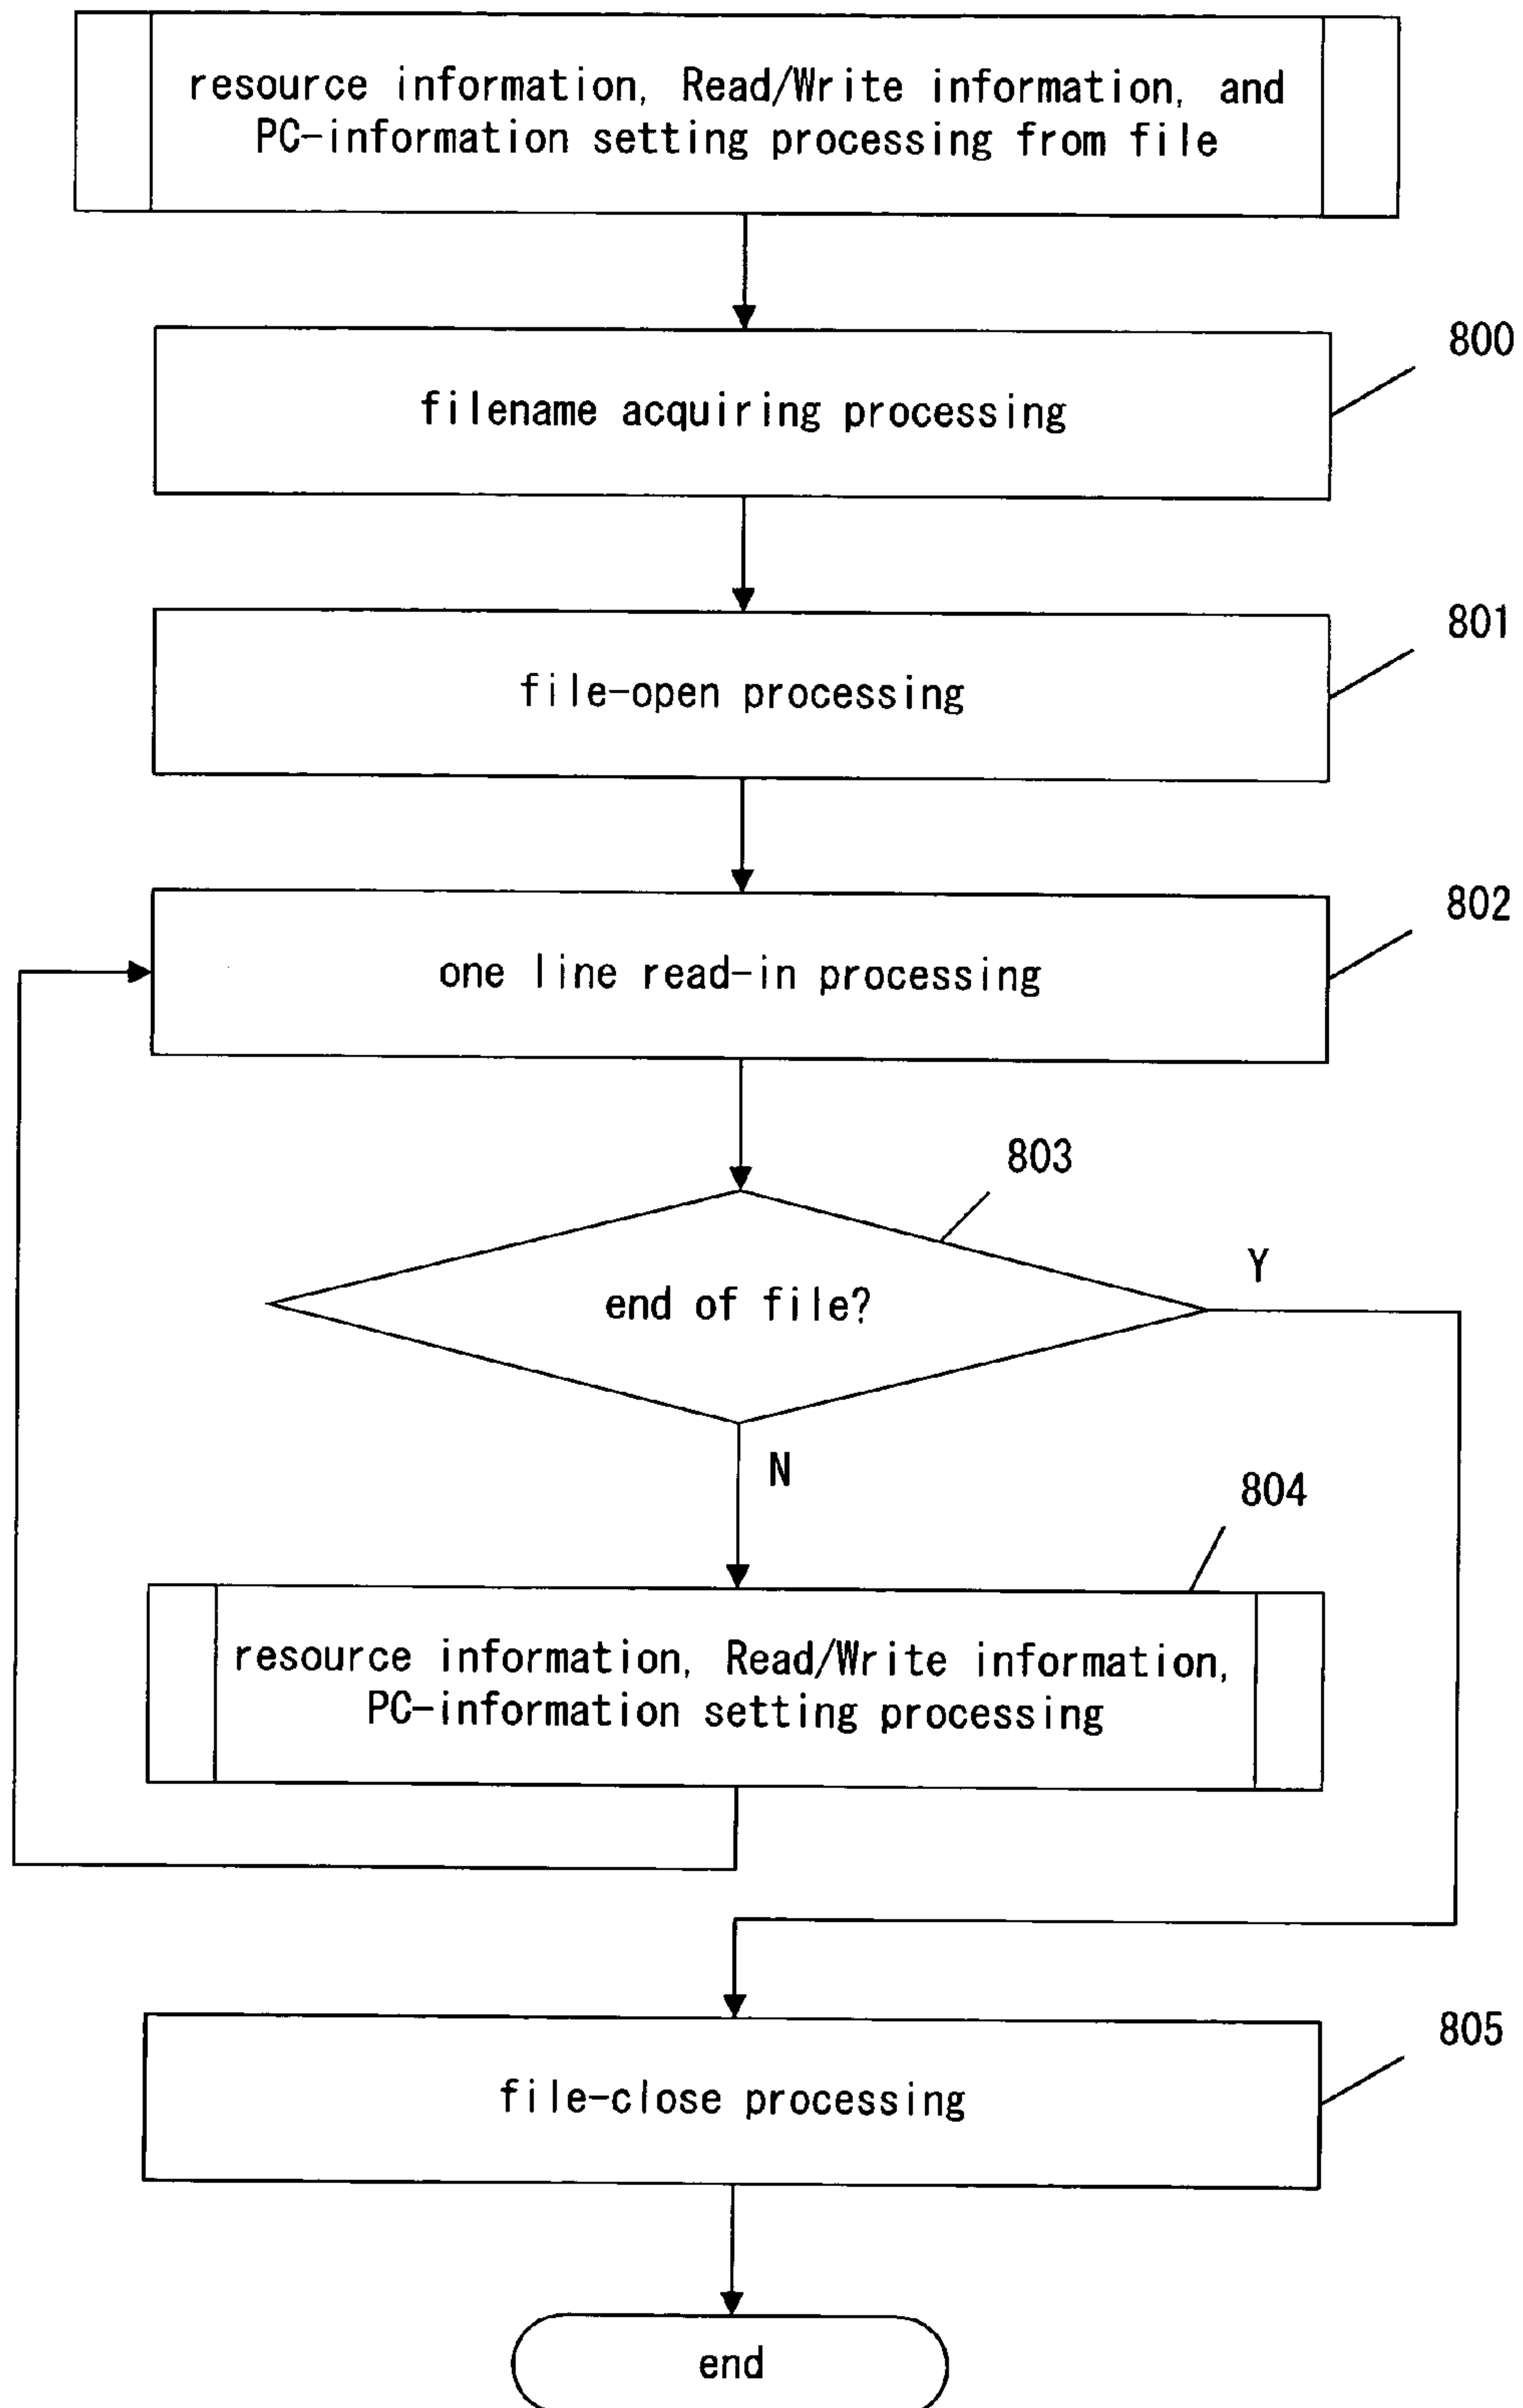 resource information, Read/Write information, and
PC-information setting processing from file
800
filename acquiring processing
801
file-open processing
802
one line read-in processing
803
end of file?
Y
N
804
resource information, Read/Write information,
PC-information setting processing
805
file-close processing
end